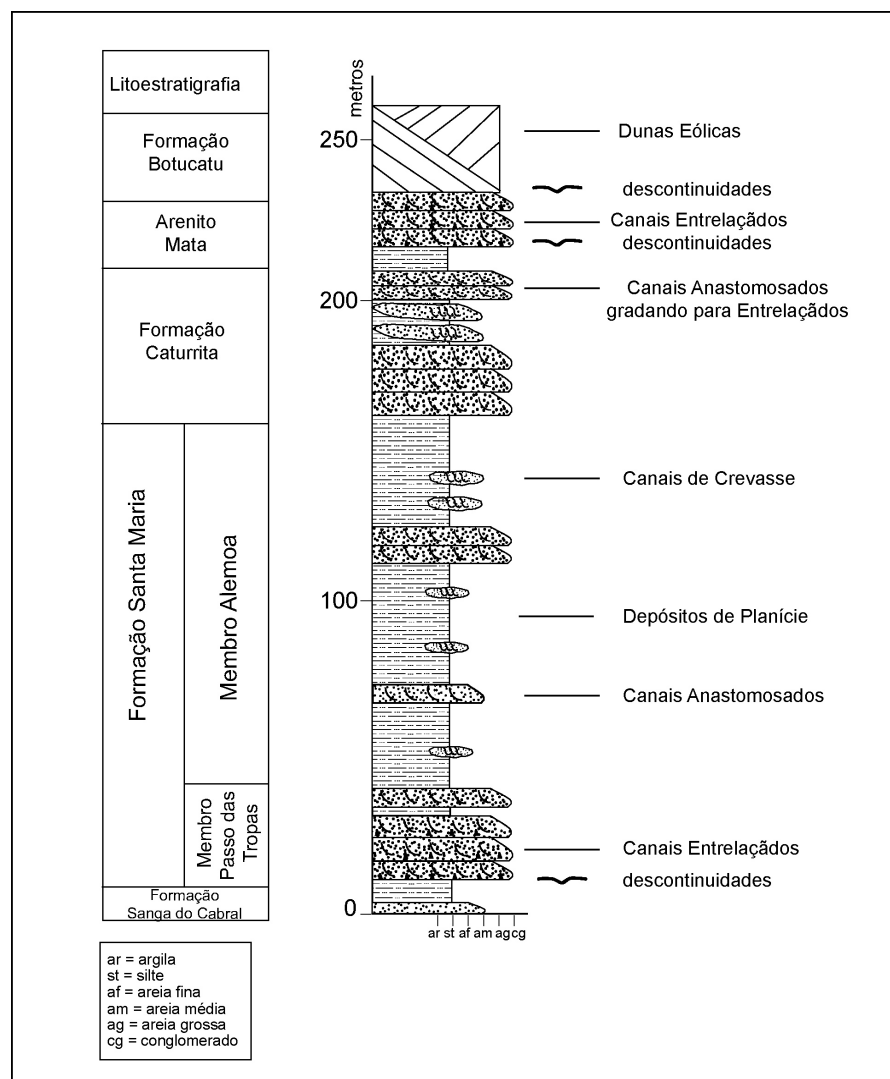 Litoestratigrafia
Formação
Botucatu
Arenito
Mata
Formação
Caturrita
Formação Santa Maria
Membro Alemoa
Membro
Passo das
Tropas
Formação
Sanga do Cabral
metros
250
200
100
0
ar st af am ag cg
Dunas Eólicas
descontinuidades
Canais Entrelaçãdos
descontinuidades
Canais Anastomosados
gradando para Entrelaçãdos
Canais de Crevasse
Depósitos de Planície
Canais Anastomosados
Canais Entrelaçãdos
descontinuidades
ar = argila
st = silte
af = areia fina
am = areia média
ag = areia grossa
cg = conglomerado